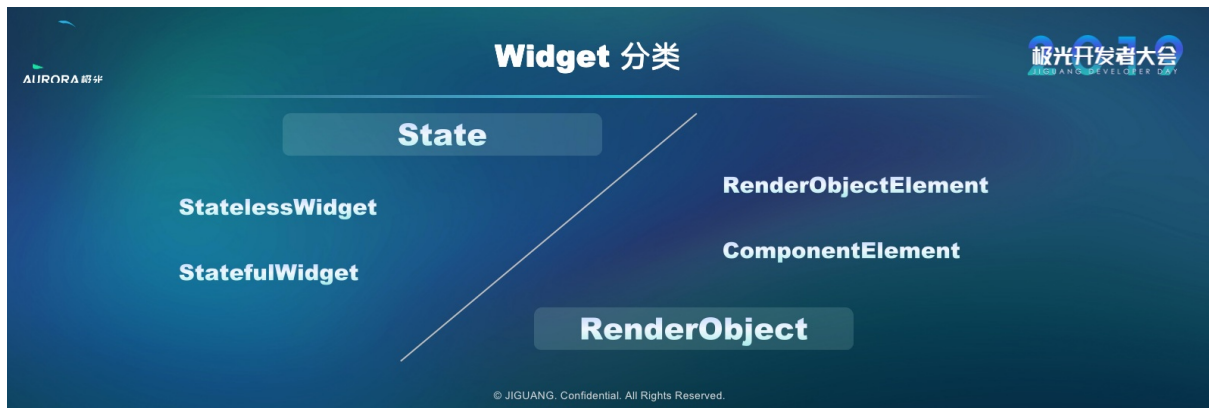 AURORA极光
Widget 分类
2019
极光开发者大会
JIGUANG DEVELOPER DAY
State
StatelessWidget
StatefulWidget
RenderObjectElement
ComponentElement
RenderObject
© JIGUANG. Confidential. All Rights Reserved.